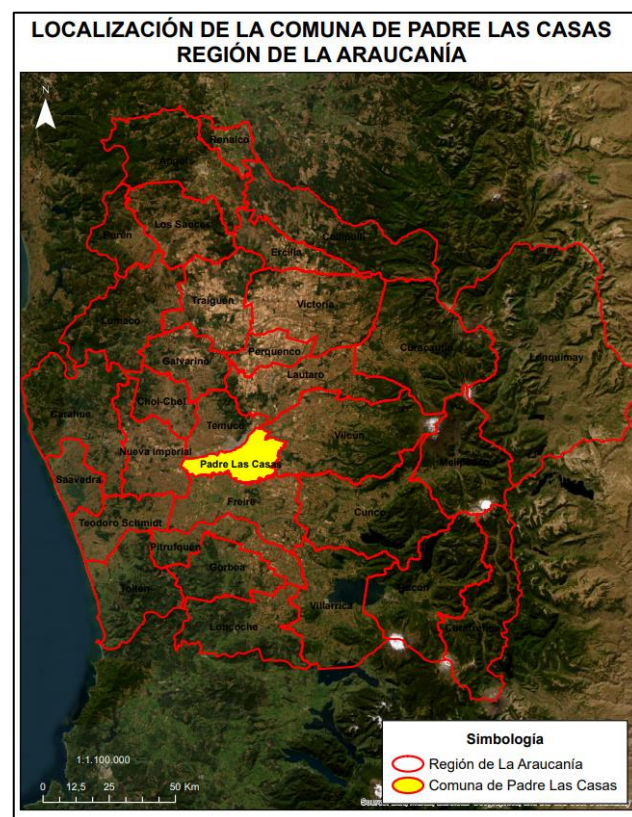 LOCALIZACIÓN DE LA COMUNA DE PADRE LAS CASAS
REGIÓN DE LA ARAUCANÍA
N
Renaico
Angol
Los Sauces
Purén
Collipulli
Ercilla
Traiguén
Victoria
Lumaco
Perquenco
Curacautín
Lonquimay
Galvarino
Lautaro
Carahue
Chol-Chol
Temuco
Vilcún
Nueva Imperial
Padre Las Casas
Melipeuco
Saavedra
Freire
Cunco
Teodoro Schmidt
Pitrufquén
Gorbea
Toltén
Villarrica
Pucón
Loncoche
Curarrehue
Simbología
Región de La Araucanía
Comuna de Padre Las Casas
1:1.100.000
0 12,5 25 50 Km